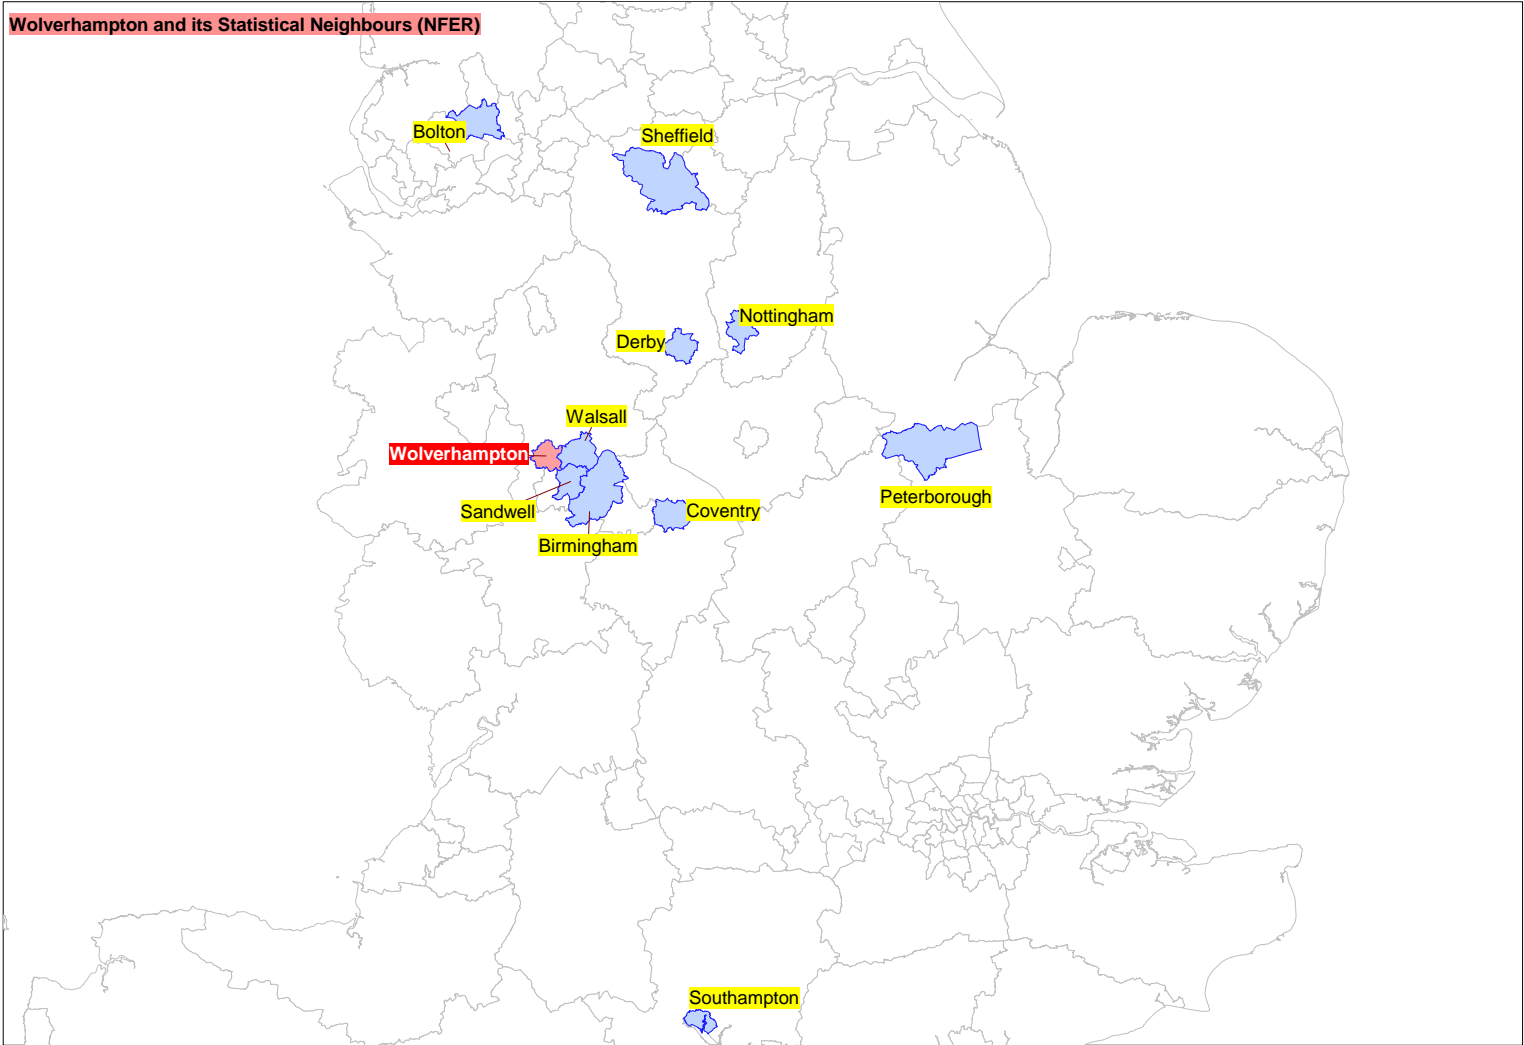 Wolverhampton and its Statistical Neighbours (NFER)
Bolton
Sheffield
Nottingham
Derby
Walsall
Wolverhampton
Peterborough
Sandwell
Coventry
Birmingham
Southampton